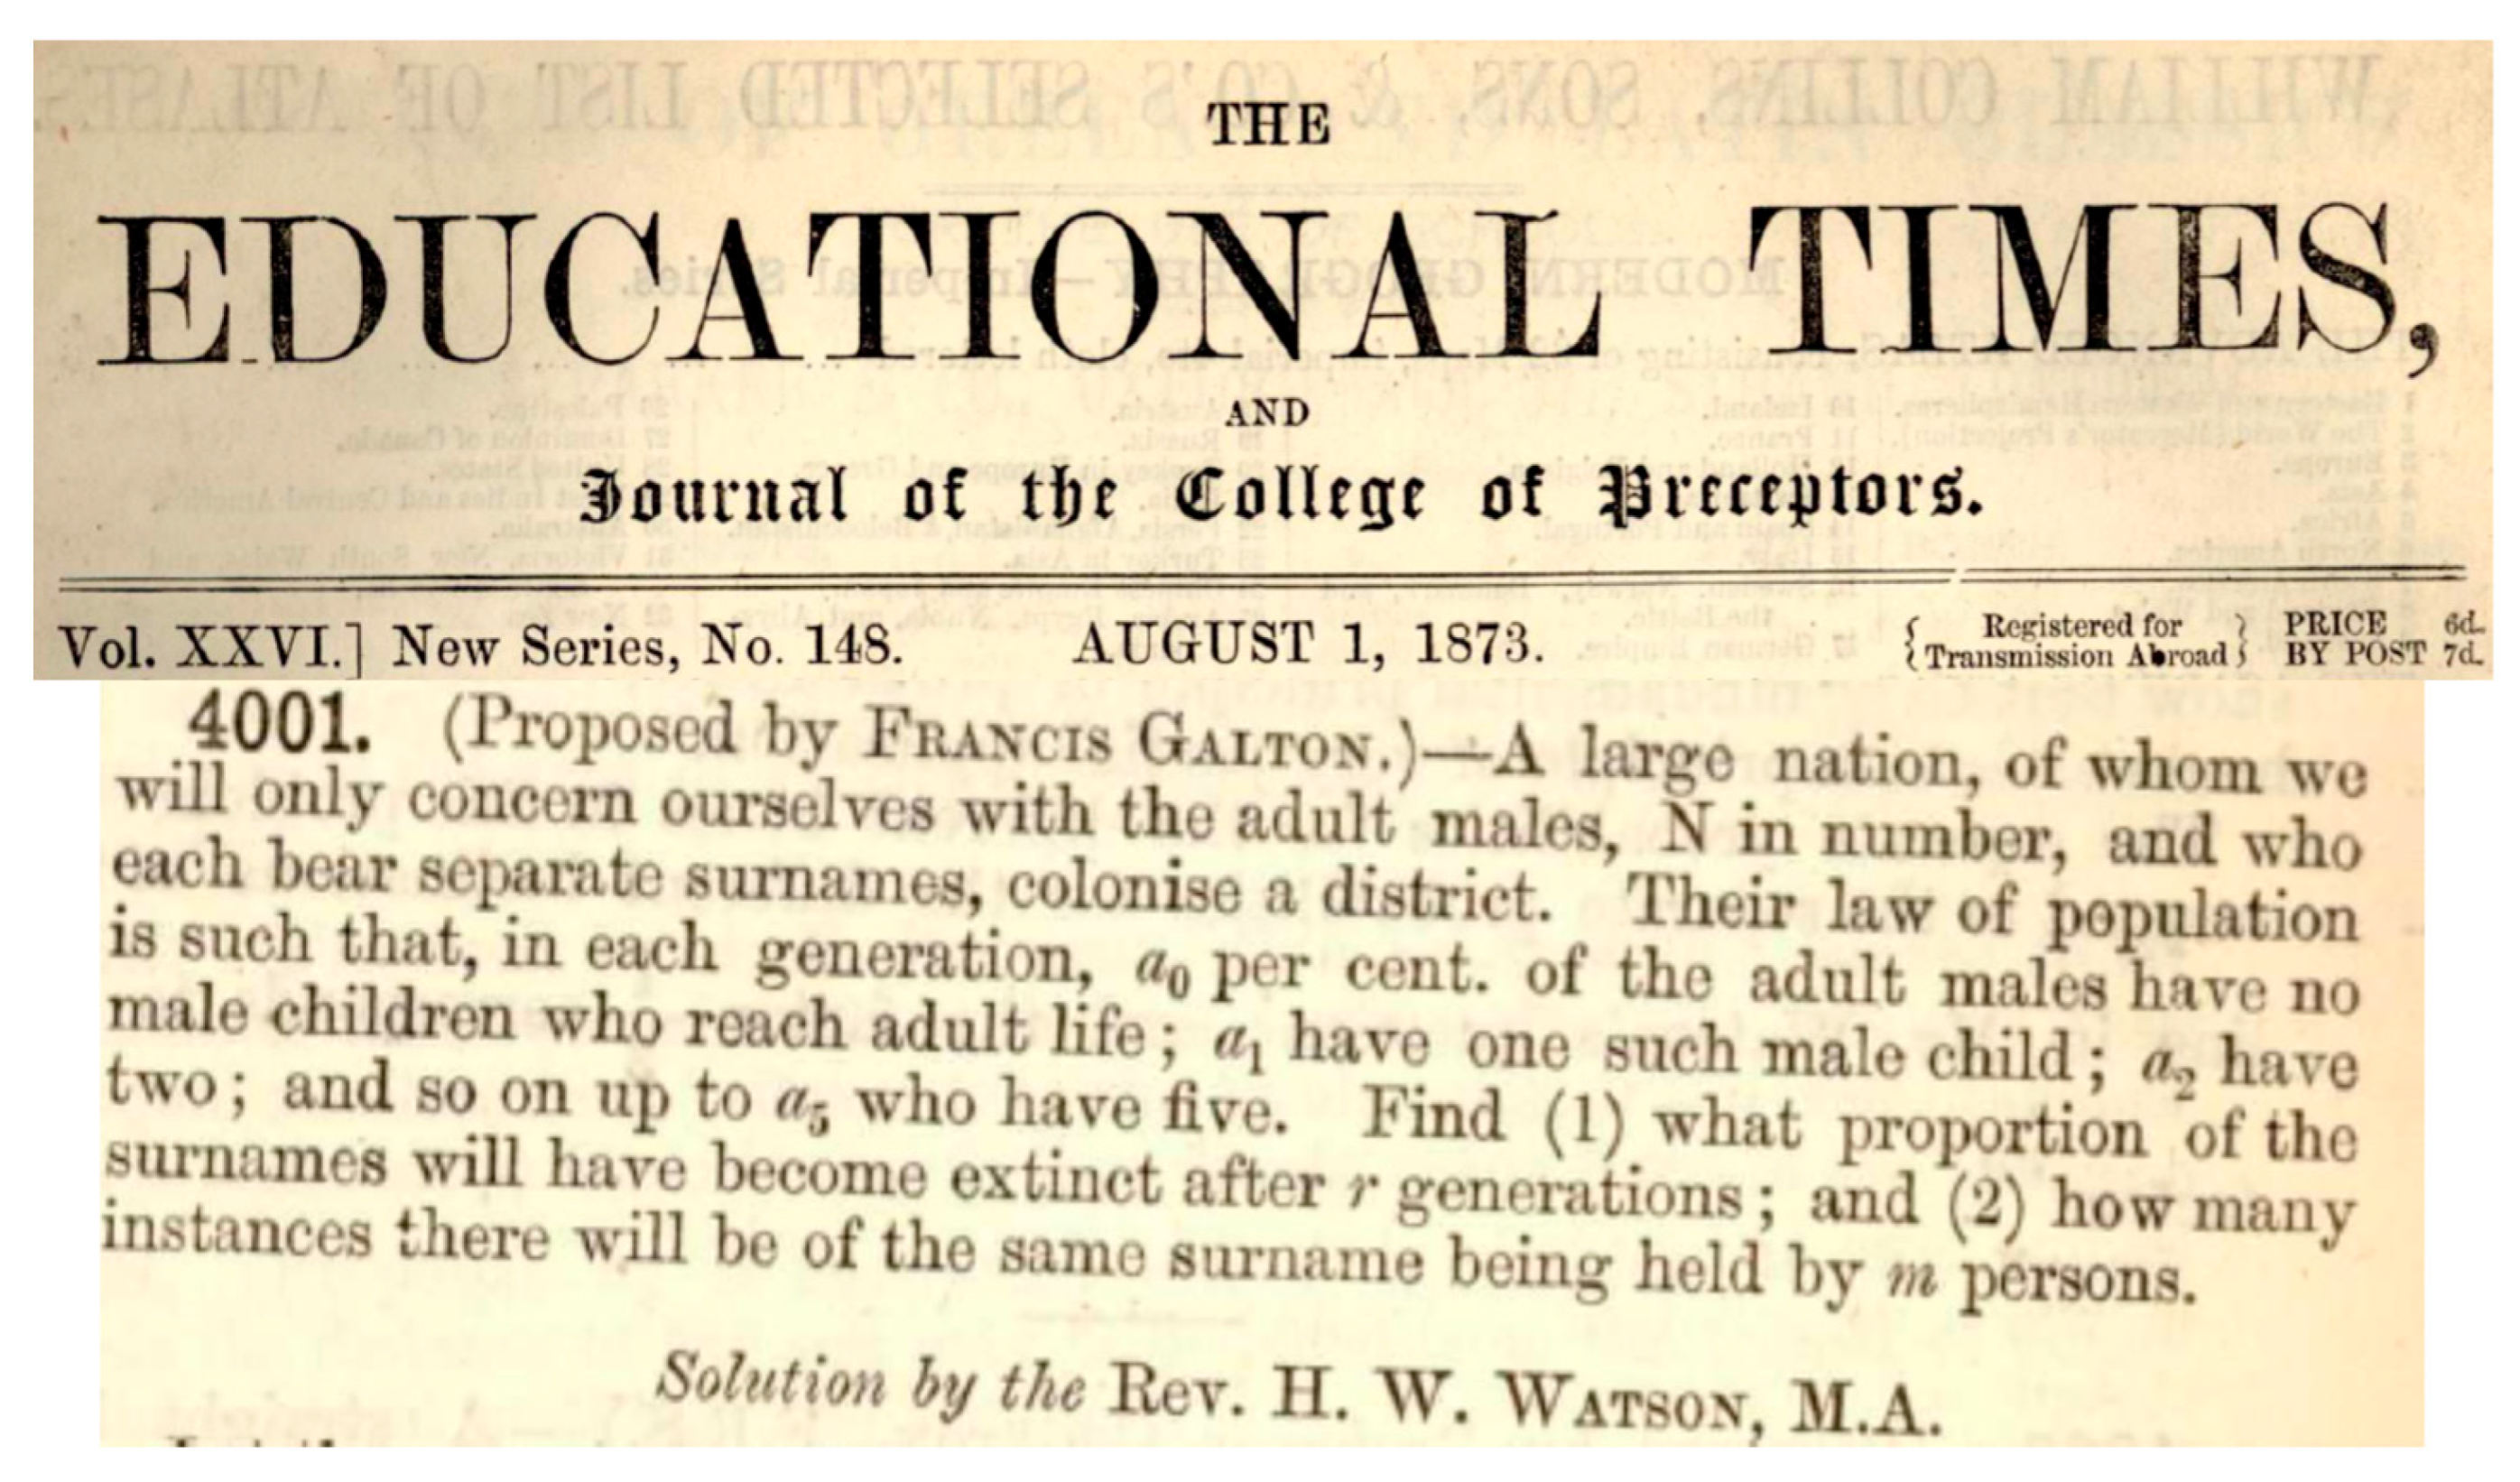 THE
EDUCATIONAL TIMES,
AND
Journal of the College of Preceptors.
Vol. XXVI.] New Series, No. 148. AUGUST 1, 1873. { Registered for Transmission Abroad } PRICE 6d. BY POST 7d.
4001. (Proposed by FRANCIS GALTON.)—A large nation, of whom we
will only concern ourselves with the adult males, N in number, and who
each bear separate surnames, colonise a district. Their law of population
is such that, in each generation, a0 per cent. of the adult males have no
male children who reach adult life; a1 have one such male child; a2 have
two; and so on up to a5 who have five. Find (1) what proportion of the
surnames will have become extinct after r generations; and (2) how many
instances there will be of the same surname being held by m persons.
Solution by the Rev. H. W. WATSON, M.A.